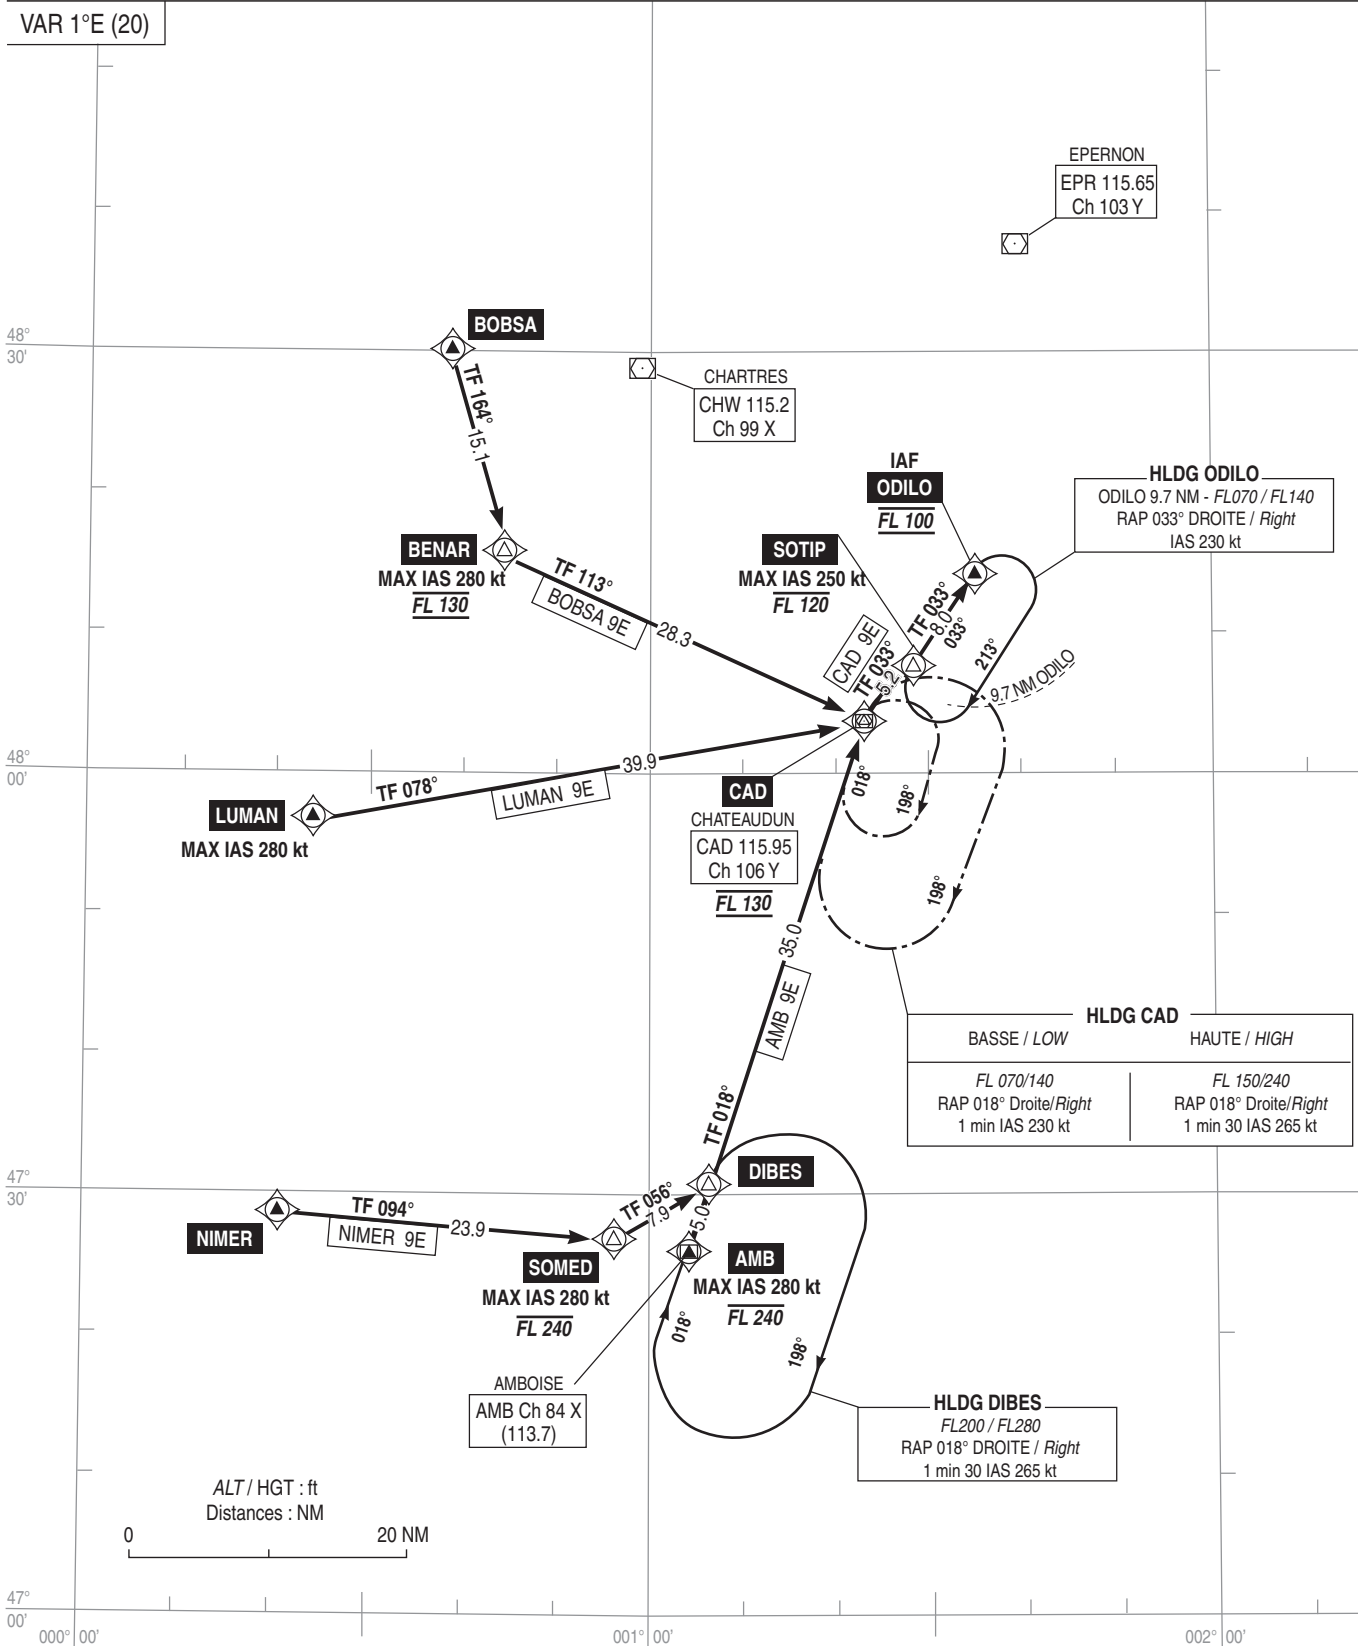 VAR 1°E (20)
EPERNON
EPR 115.65
Ch 103 Y
BOBSA
48°
30'
TF 164°
15.1
CHARTRES
CHW 115.2
Ch 99 X
IAF
ODILO
FL 100
HLDG ODILO
ODILO 9.7 NM - FL070 / FL140
RAP 033° DROITE / Right
IAS 230 kt
BENAR
MAX IAS 280 kt
FL 130
TF 113°
BOBSA 9E
28.3
SOTIP
MAX IAS 250 kt
FL 120
TF 033°
8.0
033°
213°
9.7 NM ODILO
CAD 9E
TF 033°
5.2
48°
00'
TF 078°
39.9
LUMAN 9E
LUMAN
MAX IAS 280 kt
CAD
CHATEAUDUN
CAD 115.95
Ch 106 Y
FL 130
018°
198°
198°
35.0
AMB 9E
TF 018°
HLDG CAD
BASSE / LOW
HAUTE / HIGH
FL 070/140
RAP 018° Droite/Right
1 min IAS 230 kt
FL 150/240
RAP 018° Droite/Right
1 min 30 IAS 265 kt
47°
30'
DIBES
TF 056°
7.9
5.0
NIMER
TF 094°
NIMER 9E
23.9
SOMED
MAX IAS 280 kt
FL 240
AMB
MAX IAS 280 kt
FL 240
018°
198°
AMBOISE
AMB Ch 84 X
(113.7)
HLDG DIBES
FL200 / FL280
RAP 018° DROITE / Right
1 min 30 IAS 265 kt
ALT / HGT : ft
Distances : NM
0
20 NM
47°
00'
000° 00'
001° 00'
002° 00'